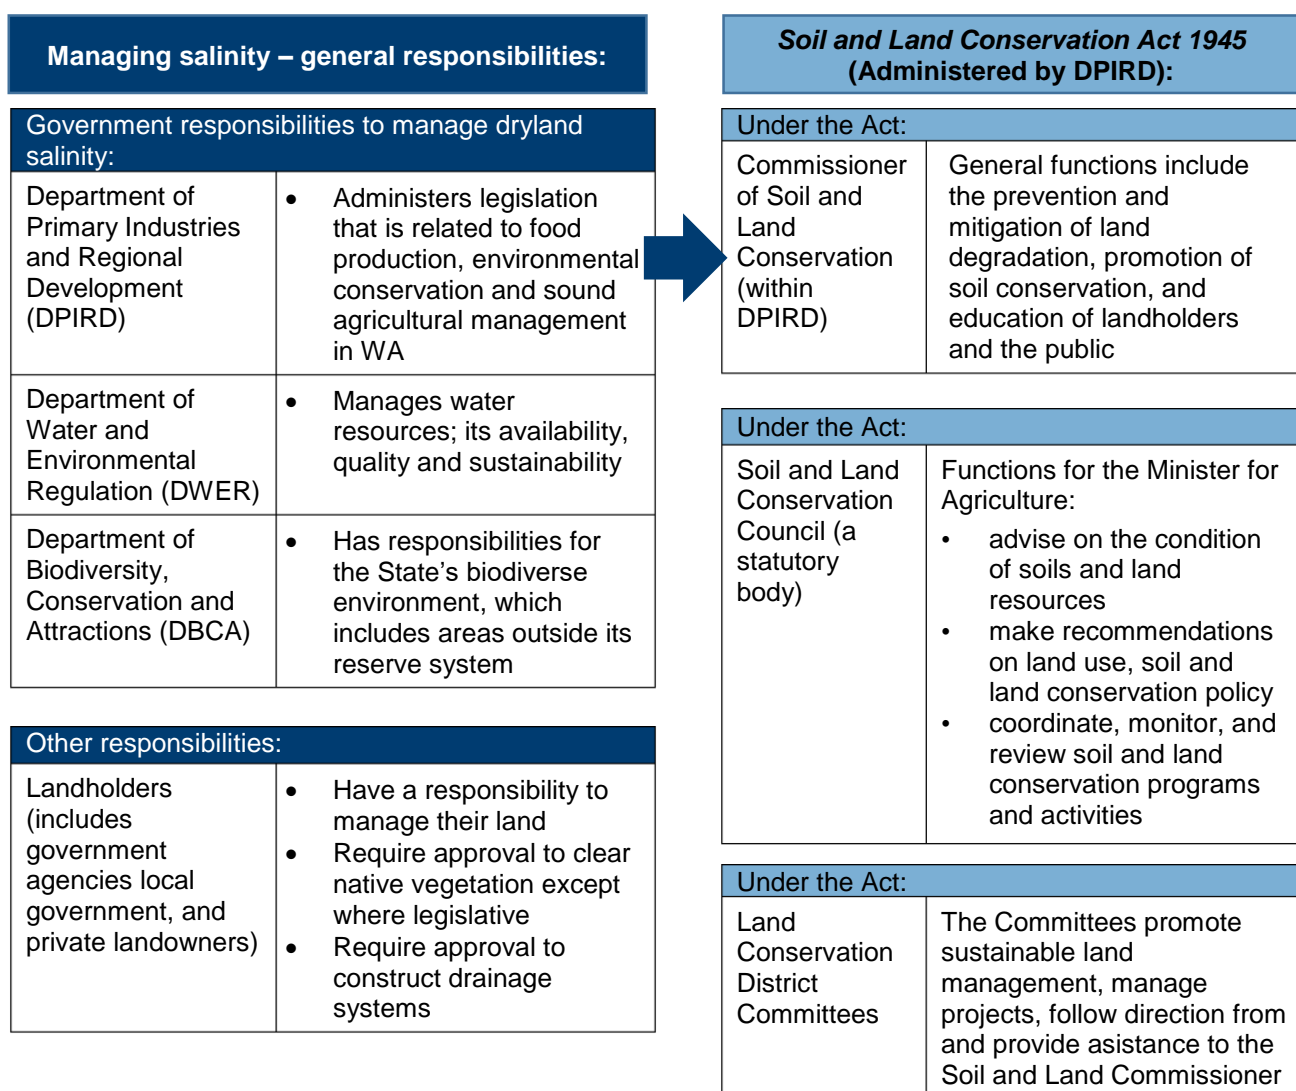 Managing salinity – general responsibilities:
Government responsibilities to manage dryland
salinity:
Department of
Primary Industries
and Regional
Development
(DPIRD)
• Administers legislation
that is related to food
production, environmental
conservation and sound
agricultural management
in WA
Department of
Water and
Environmental
Regulation (DWER)
• Manages water
resources; its availability,
quality and sustainability
Department of
Biodiversity,
Conservation and
Attractions (DBCA)
• Has responsibilities for
the State’s biodiverse
environment, which
includes areas outside its
reserve system
Other responsibilities:
Landholders
(includes
government
agencies local
government, and
private landowners)
• Have a responsibility to
manage their land
• Require approval to clear
native vegetation except
where legislative
• Require approval to
construct drainage
systems
Soil and Land Conservation Act 1945
(Administered by DPIRD):
Under the Act:
Commissioner
of Soil and
Land
Conservation
(within
DPIRD)
General functions include
the prevention and
mitigation of land
degradation, promotion of
soil conservation, and
education of landholders
and the public
Under the Act:
Soil and Land
Conservation
Council (a
statutory
body)
Functions for the Minister for
Agriculture:
• advise on the condition
of soils and land
resources
• make recommendations
on land use, soil and
land conservation policy
• coordinate, monitor, and
review soil and land
conservation programs
and activities
Under the Act:
Land
Conservation
District
Committees
The Committees promote
sustainable land
management, manage
projects, follow direction from
and provide asistance to the
Soil and Land Commissioner